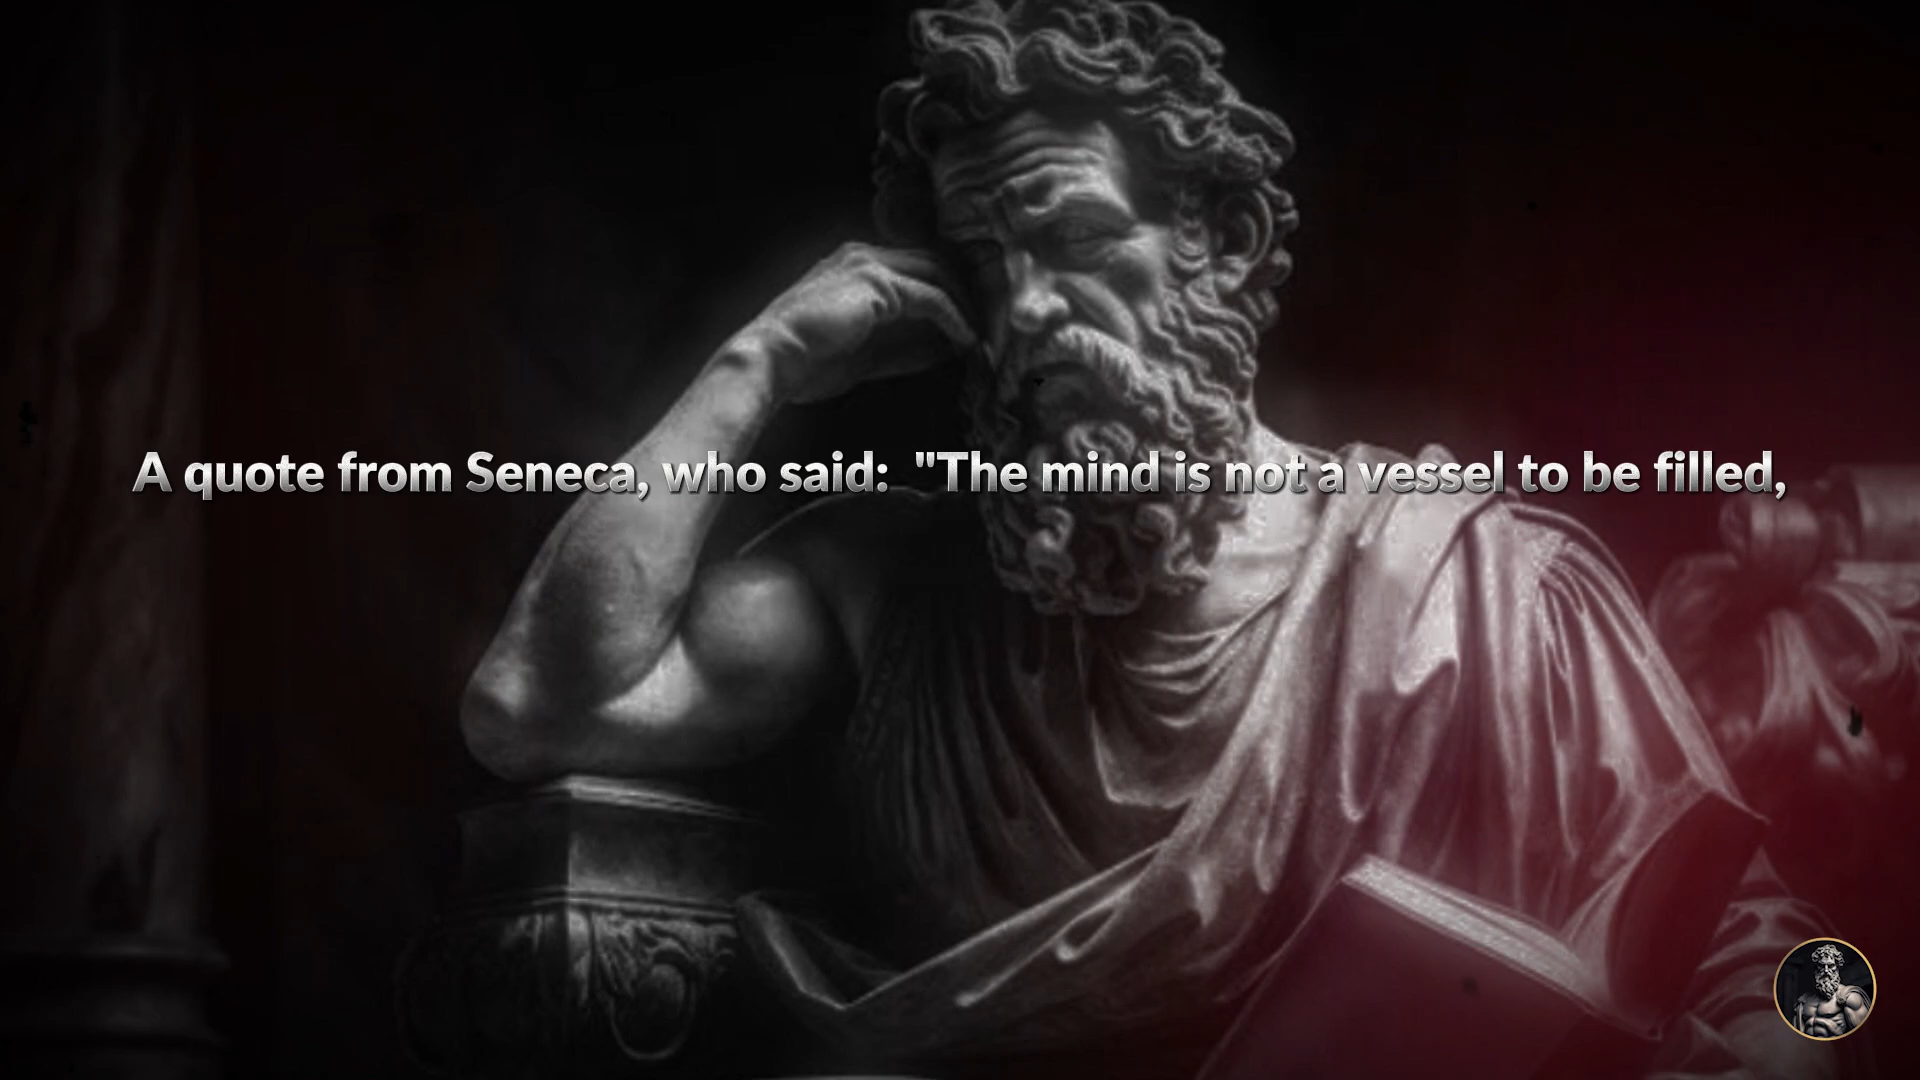 A quote from Seneca, who said:  "The mind is not a vessel to be filled,